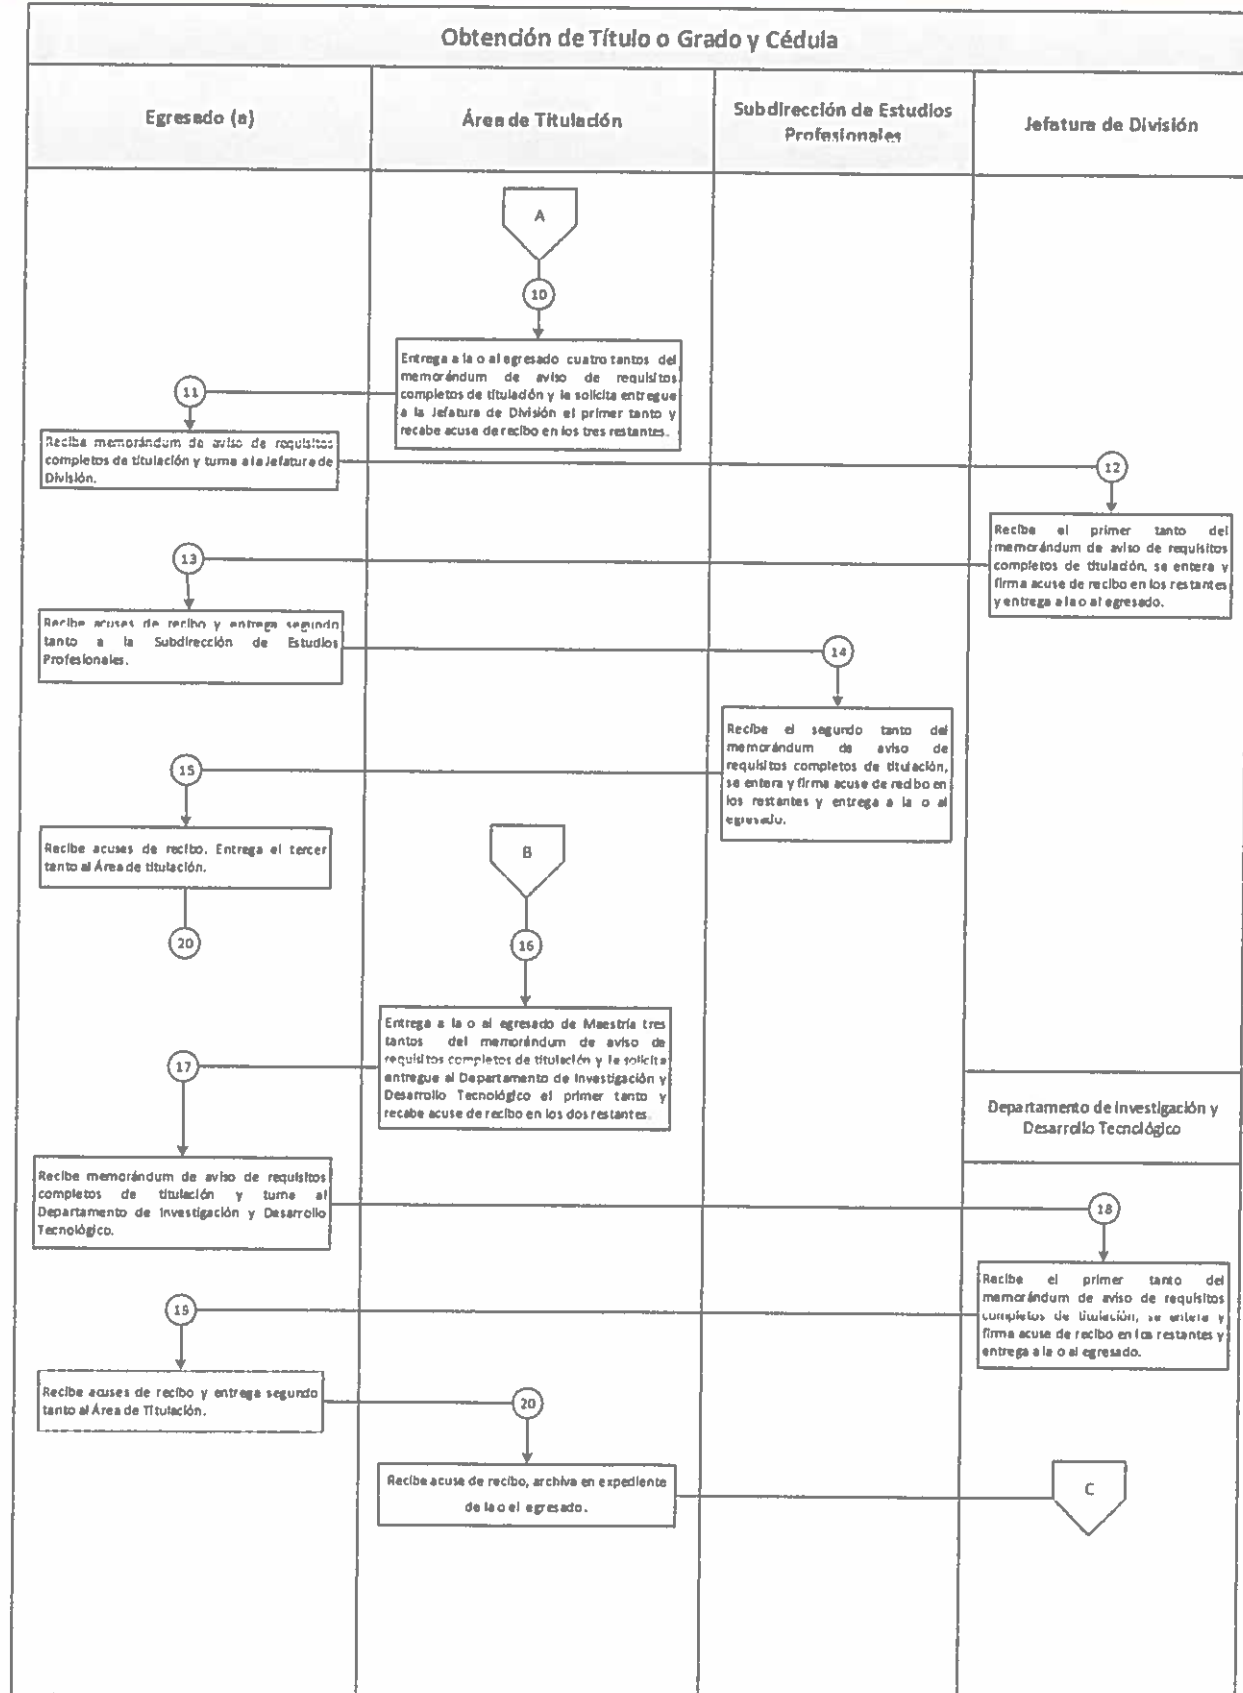 Obtención de Título o Grado y Cédula
Egresado (a)
Área de Titulación
Subdirección de Estudios
Profesionales
Jefatura de División
A
10
Entrega a la o al egresado cuatro tantos del
memorándum de aviso de requisitos
completos de titulación y le solicita entregue
a la Jefatura de División el primer tanto y
recabe acuse de recibo en los tres restantes.
11
Recibe memorándum de aviso de requisitos
completos de titulación y turna a la Jefatura de
División.
12
Recibe el primer tanto del
memorándum de aviso de requisitos
completos de titulación, se entera y
firma acuse de recibo en los restantes
y entrega a la o al egresado.
13
Recibe acuses de recibo y entrega segundo
tanto a la Subdirección de Estudios
Profesionales.
14
Recibe el segundo tanto del
memorándum de aviso de
requisitos completos de titulación,
se entera y firma acuse de recibo en
los restantes y entrega a la o al
egresado.
15
Recibe acuses de recibo. Entrega el tercer
tanto al Área de titulación.
20
B
16
Entrega a la o al egresado de Maestría tres
tantos del memorándum de aviso de
requisitos completos de titulación y le solicita
entregue al Departamento de Investigación y
Desarrollo Tecnológico el primer tanto y
recabe acuse de recibo en los dos restantes.
17
Recibe memorándum de aviso de requisitos
completos de titulación y turna al
Departamento de Investigación y Desarrollo
Tecnológico.
Departamento de Investigación y
Desarrollo Tecnológico
18
Recibe el primer tanto del
memorándum de aviso de requisitos
completos de titulación, se entera y
firma acuse de recibo en los restantes y
entrega a la o al egresado.
19
Recibe acuses de recibo y entrega segundo
tanto al Área de Titulación.
20
Recibe acuse de recibo, archiva en expediente
de la o el egresado.
C